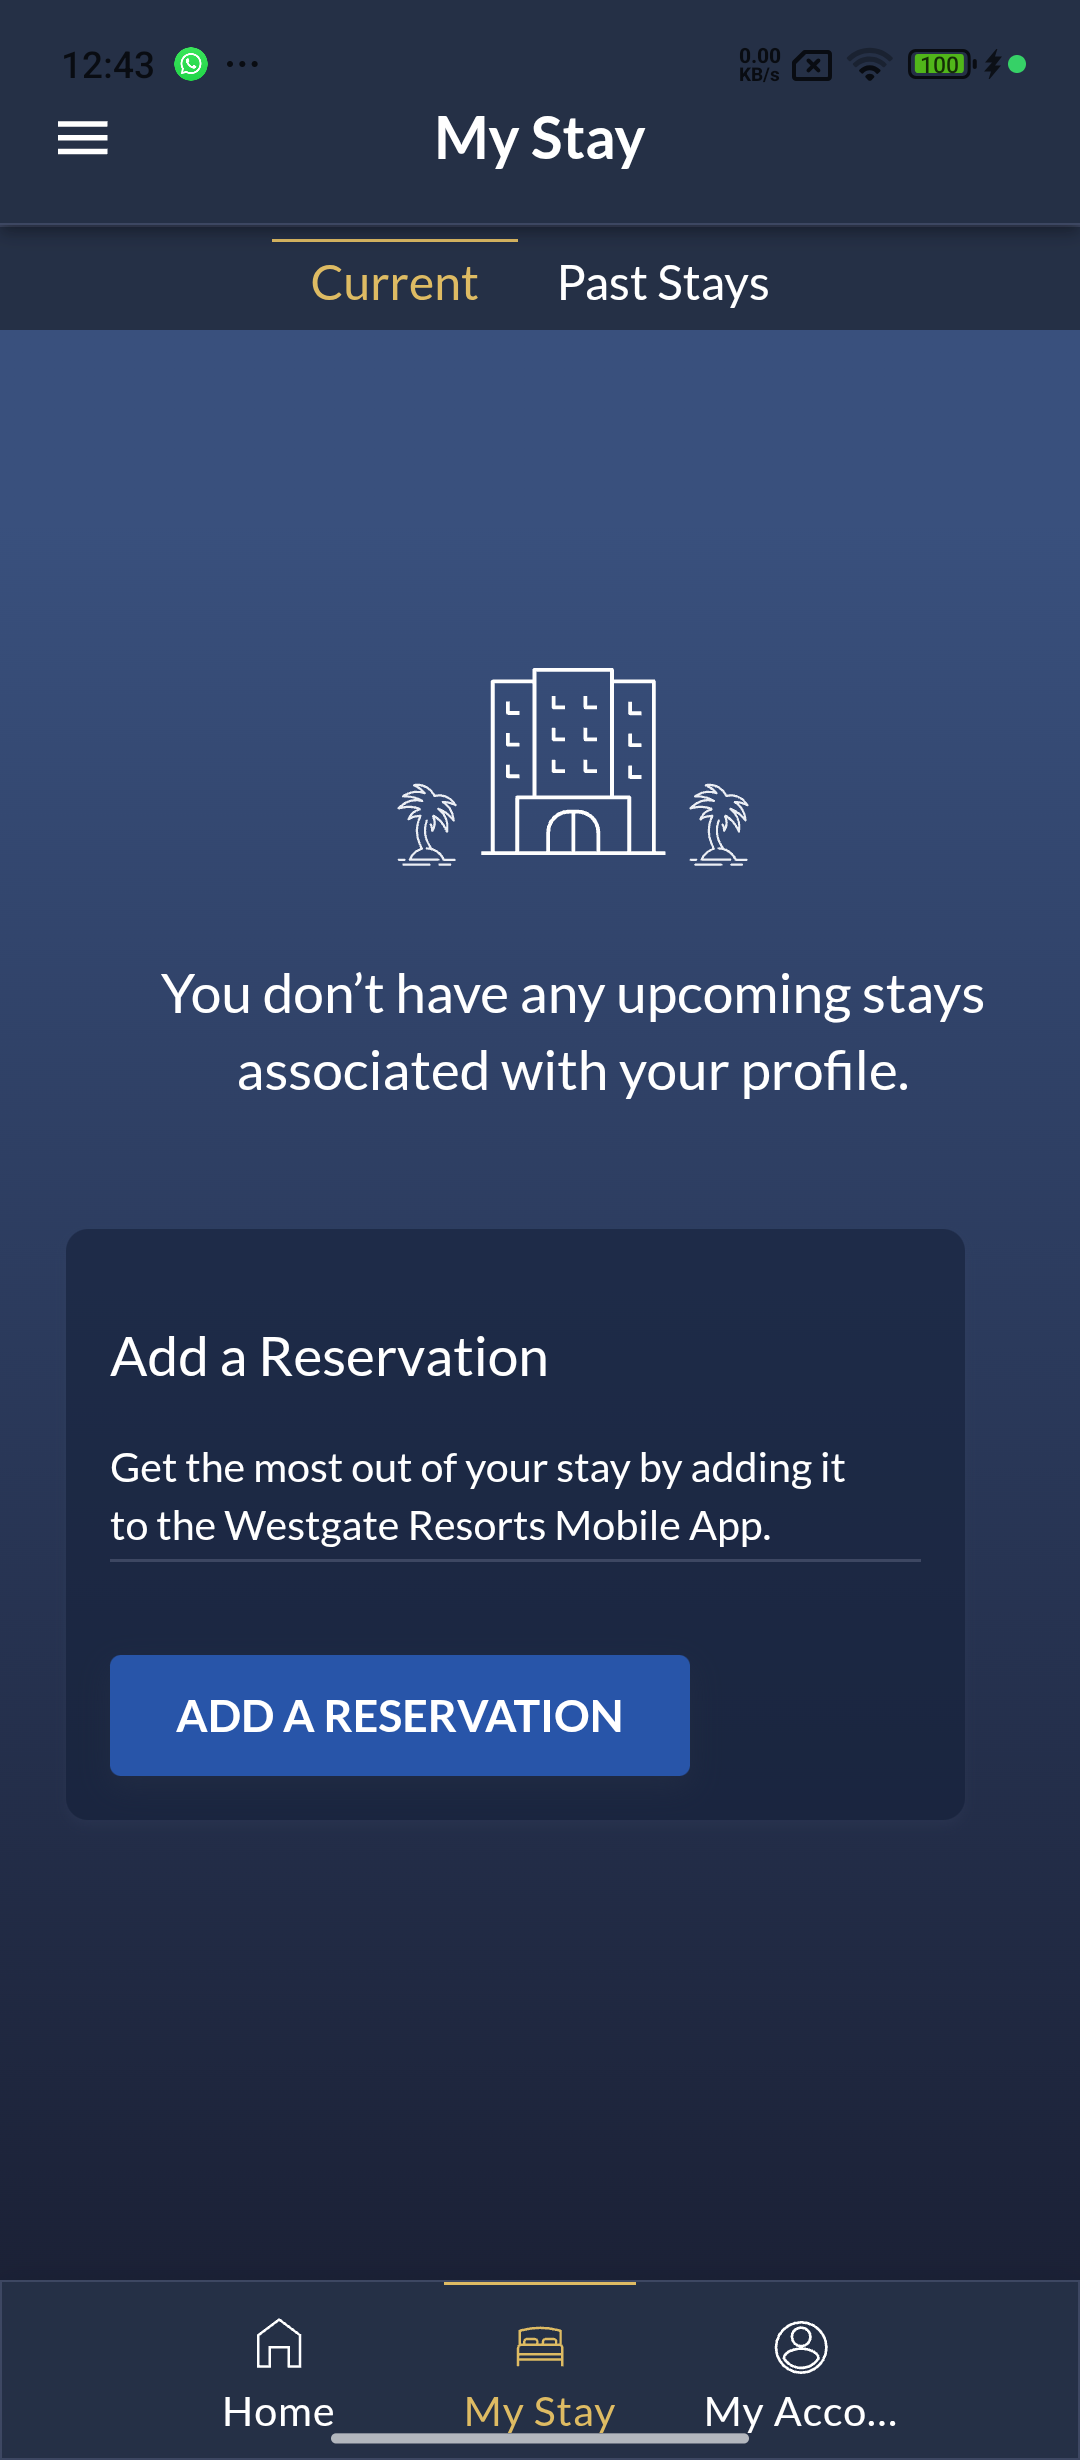 12:43
0.00
KB/s
100
My Stay
Current
Past Stays
You don’t have any upcoming stays
associated with your profile.
Add a Reservation
Get the most out of your stay by adding it
to the Westgate Resorts Mobile App.
ADD A RESERVATION
Home
My Stay
My Acco...